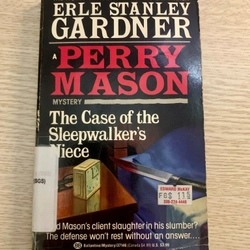 ERLE STANLEY
GARDNER
A
PERRY
MASON
MYSTERY
The Case of the
Sleepwalker's
Niece
d Mason's client slaughter in his slumber?
The defense won't rest without an answer....